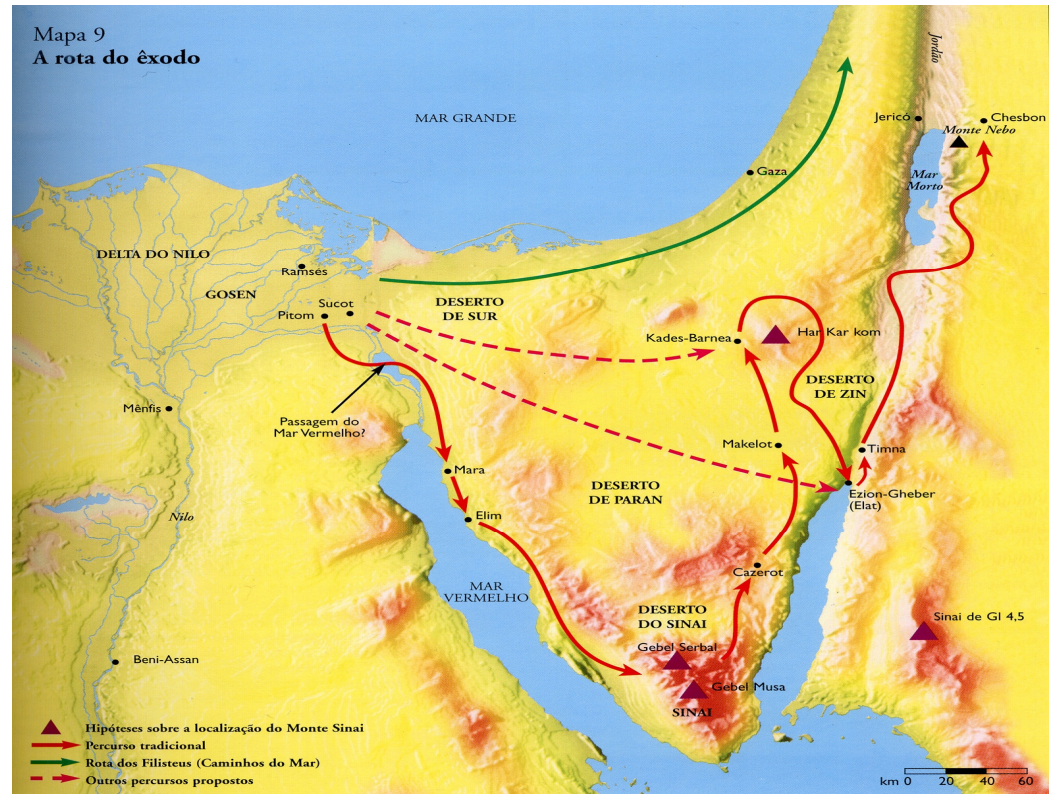 Mapa 9
A rota do êxodo
MAR GRANDE
Jordão
Jericó
Chesbon
Monte Nebo
Mar
Morto
Gaza
DELTA DO NILO
Ramsés
GOSEN
Sucot
Pitom
DESERTO
DE SUR
Kades-Barnea
Har Kar kom
DESERTO
DE ZIN
Mênfis
Passagem do
Mar Vermelho?
Makelot
Timna
Mara
DESERTO
DE PARAN
Ezion-Gheber
(Elat)
Elim
Nilo
Cazerot
MAR
VERMELHO
DESERTO
DO SINAI
Sinai de Gl 4,5
Gebel Serbal
Beni-Assan
Gebel Musa
SINAI
Hipóteses sobre a localização do Monte Sinai
Percurso tradicional
Rota dos Filisteus (Caminhos do Mar)
Outros percursos propostos
km 0 20 40 60